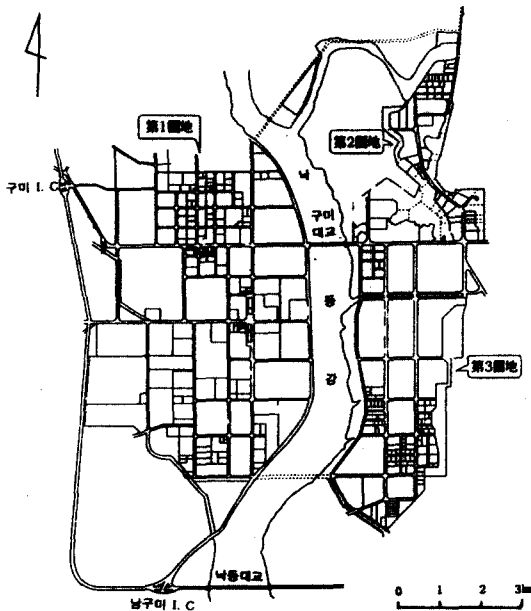 第1團地
第2團地
구미 I. C
낙
구미
대교
동
강
第3團地
낙동대교
남구미 I. C
0 1 2 3km